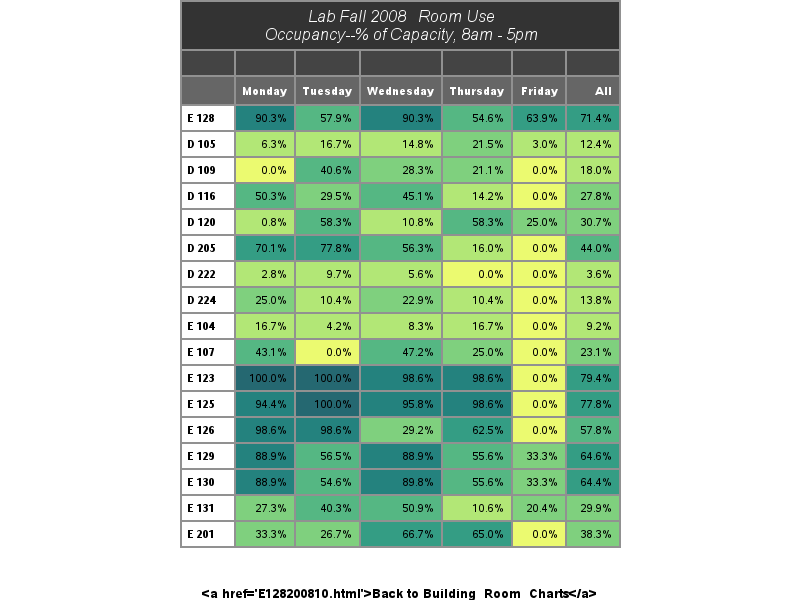 Lab Fall 2008 Room Use
Occupancy--% of Capacity, 8am - 5pm
Monday Tuesday Wednesday Thursday Friday All
E 128 90.3% 57.9% 90.3% 54.6% 63.9% 71.4%
D 105 6.3% 16.7% 14.8% 21.5% 3.0% 12.4%
D 109 0.0% 40.6% 28.3% 21.1% 0.0% 18.0%
D 116 50.3% 29.5% 45.1% 14.2% 0.0% 27.8%
D 120 0.8% 58.3% 10.8% 58.3% 25.0% 30.7%
D 205 70.1% 77.8% 56.3% 16.0% 0.0% 44.0%
D 222 2.8% 9.7% 5.6% 0.0% 0.0% 3.6%
D 224 25.0% 10.4% 22.9% 10.4% 0.0% 13.8%
E 104 16.7% 4.2% 8.3% 16.7% 0.0% 9.2%
E 107 43.1% 0.0% 47.2% 25.0% 0.0% 23.1%
E 123 100.0% 100.0% 98.6% 98.6% 0.0% 79.4%
E 125 94.4% 100.0% 95.8% 98.6% 0.0% 77.8%
E 126 98.6% 98.6% 29.2% 62.5% 0.0% 57.8%
E 129 88.9% 56.5% 88.9% 55.6% 33.3% 64.6%
E 130 88.9% 54.6% 89.8% 55.6% 33.3% 64.4%
E 131 27.3% 40.3% 50.9% 10.6% 20.4% 29.9%
E 201 33.3% 26.7% 66.7% 65.0% 0.0% 38.3%
<a href='E128200810.html'>Back to Building Room Charts</a>